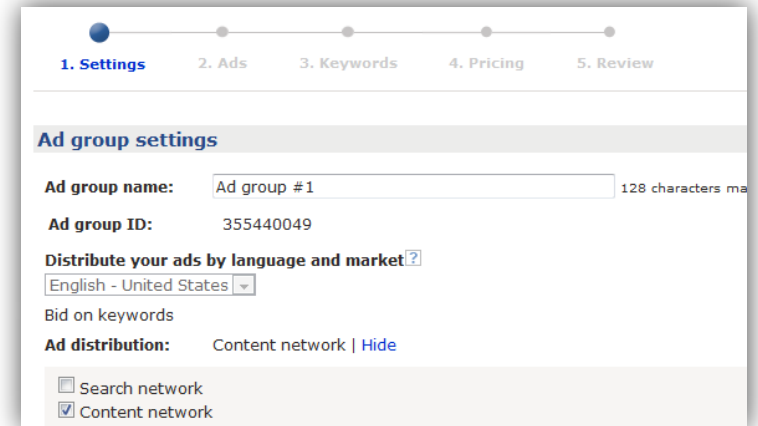 1. Settings 2. Ads 3. Keywords 4. Pricing 5. Review
Ad group settings
Ad group name: Ad group #1 128 characters ma
Ad group ID: 355440049
Distribute your ads by language and market ?
English - United States
Bid on keywords
Ad distribution: Content network | Hide
Search network
Content network